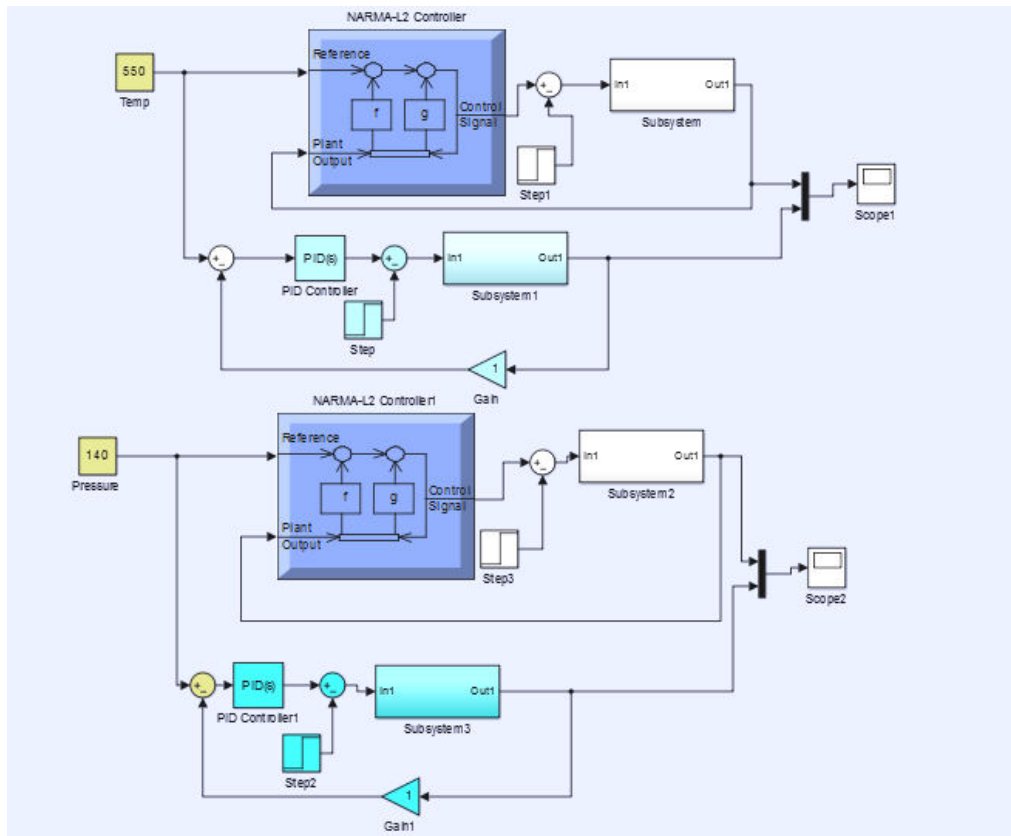 NARMA-L2 Controller
Reference
550
Temp
f
g
Control
Signal
Plant
Output
+_
In1
Out1
Subsystem
Step1
Scope1
+_
PID(s)
PID Controller
+_
In1
Out1
Subsystem1
Step
1
Gain
NARMA-L2 Controller1
Reference
140
Pressure
f
g
Control
Signal
Plant
Output
+_
In1
Out1
Subsystem2
Step3
Scope2
+_
PID(s)
PID Controller1
+_
In1
Out1
Subsystem3
Step2
1
Gain1